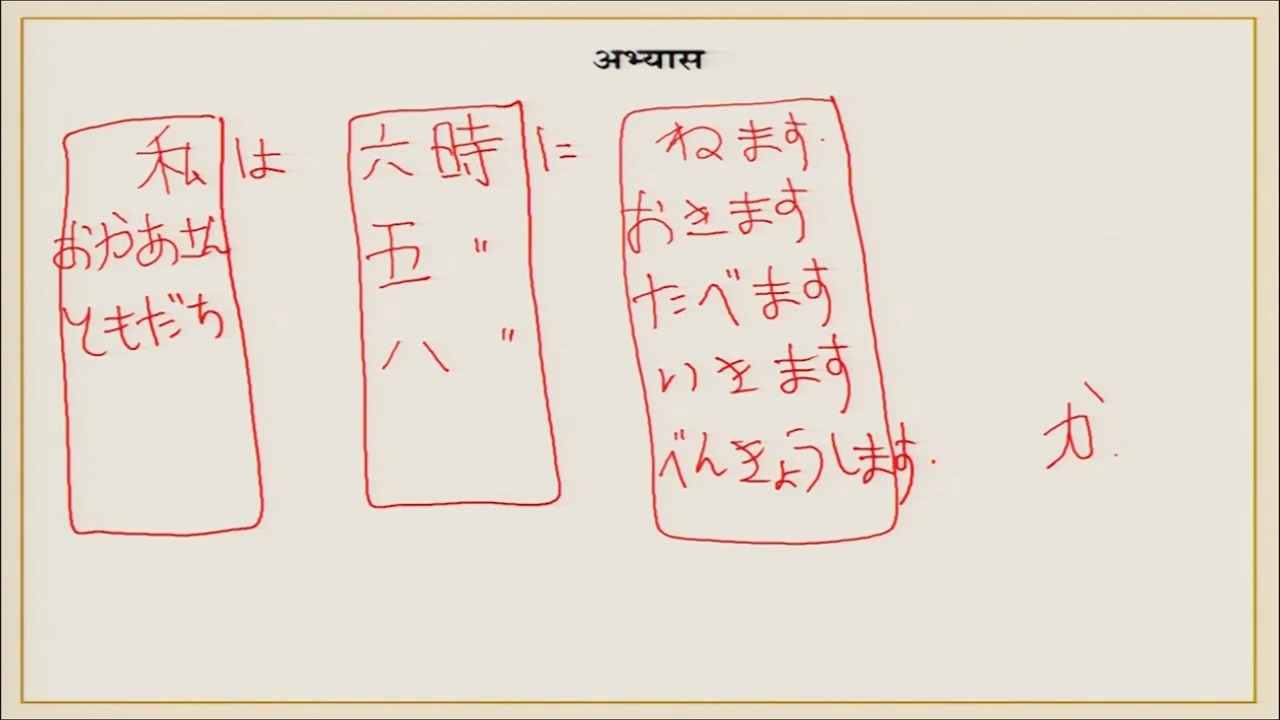 अभ्यास
私は 六時に ねます.
おかあせん 五 〃 おきます
ともだち 八 〃 たべます
いきます
べんきょうします. か.